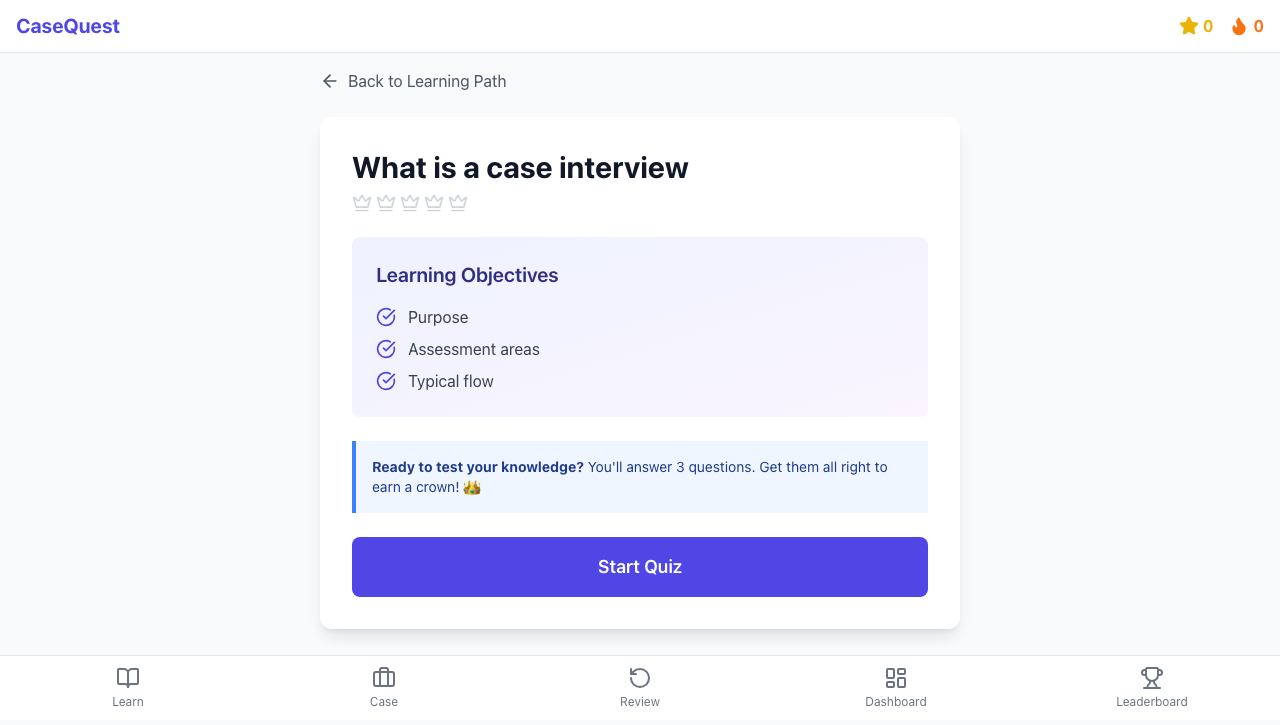 CaseQuest
0
0
Back to Learning Path
What is a case interview
Learning Objectives
Purpose
Assessment areas
Typical flow
Ready to test your knowledge? You'll answer 3 questions. Get them all right to
earn a crown! 👑
Start Quiz
Learn
Case
Review
Dashboard
Leaderboard